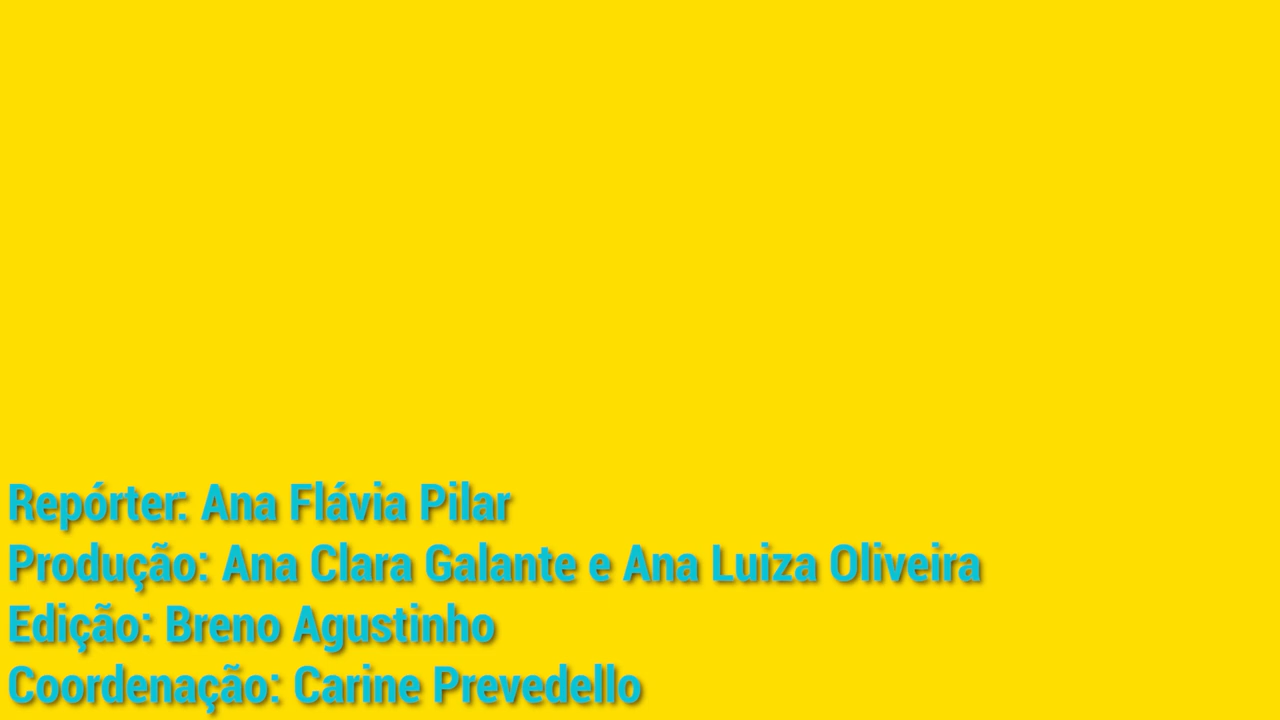 Repórter: Ana Flávia Pilar
Produção: Ana Clara Galante e Ana Luiza Oliveira
Edição: Breno Agustinho
Coordenação: Carine Prevedello